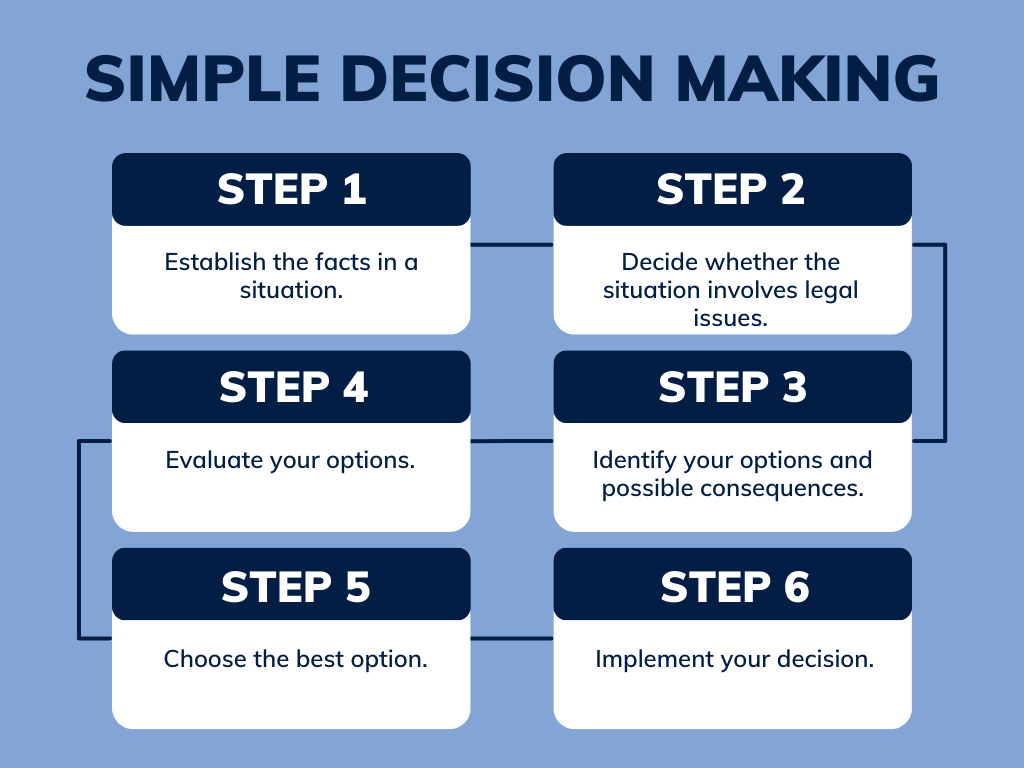 SIMPLE DECISION MAKING
STEP 1
Establish the facts in a
situation.
STEP 2
Decide whether the
situation involves legal
issues.
STEP 3
Identify your options and
possible consequences.
STEP 4
Evaluate your options.
STEP 5
Choose the best option.
STEP 6
Implement your decision.